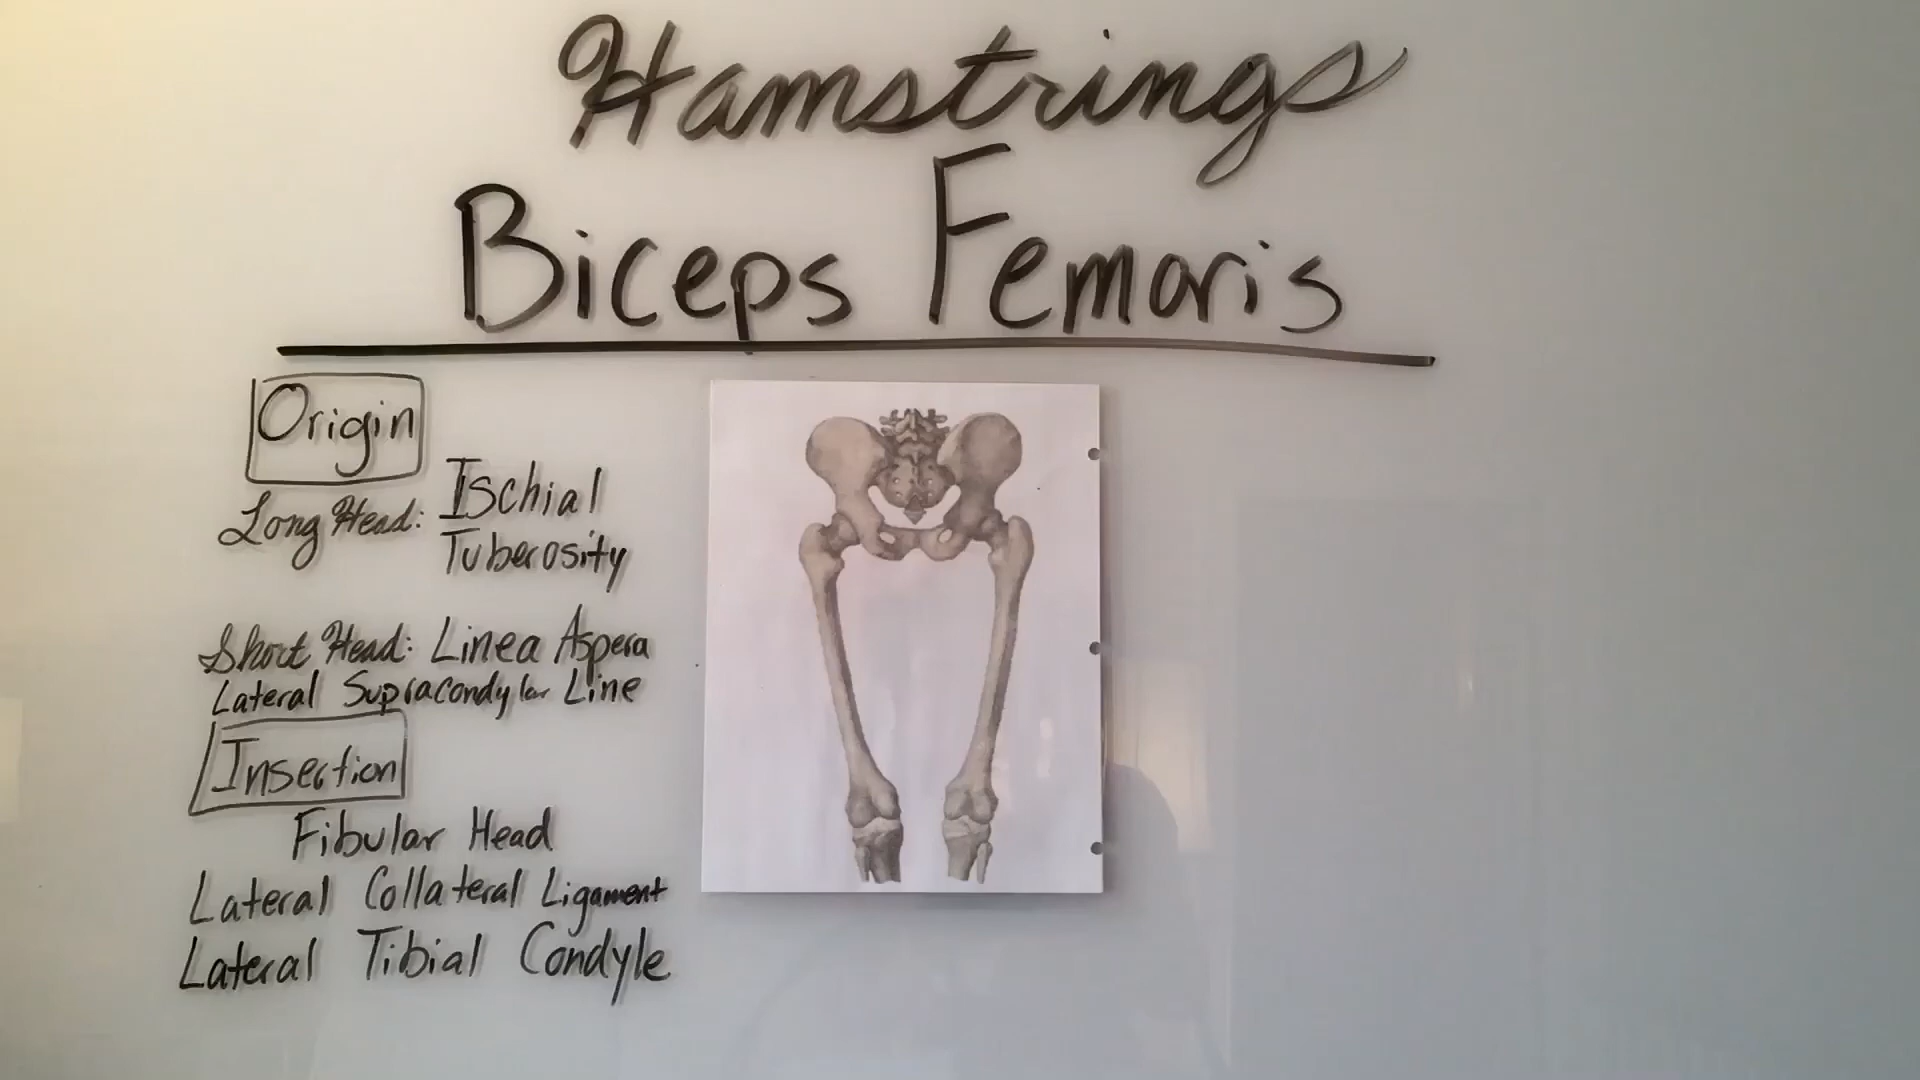 Hamstrings
Biceps Femoris
Origin
Long Head: Ischial
Tuberosity
Short Head: Linea Aspera
Lateral Supracondylar Line
Insertion
Fibular Head
Lateral Collateral Ligament
Lateral Tibial Condyle